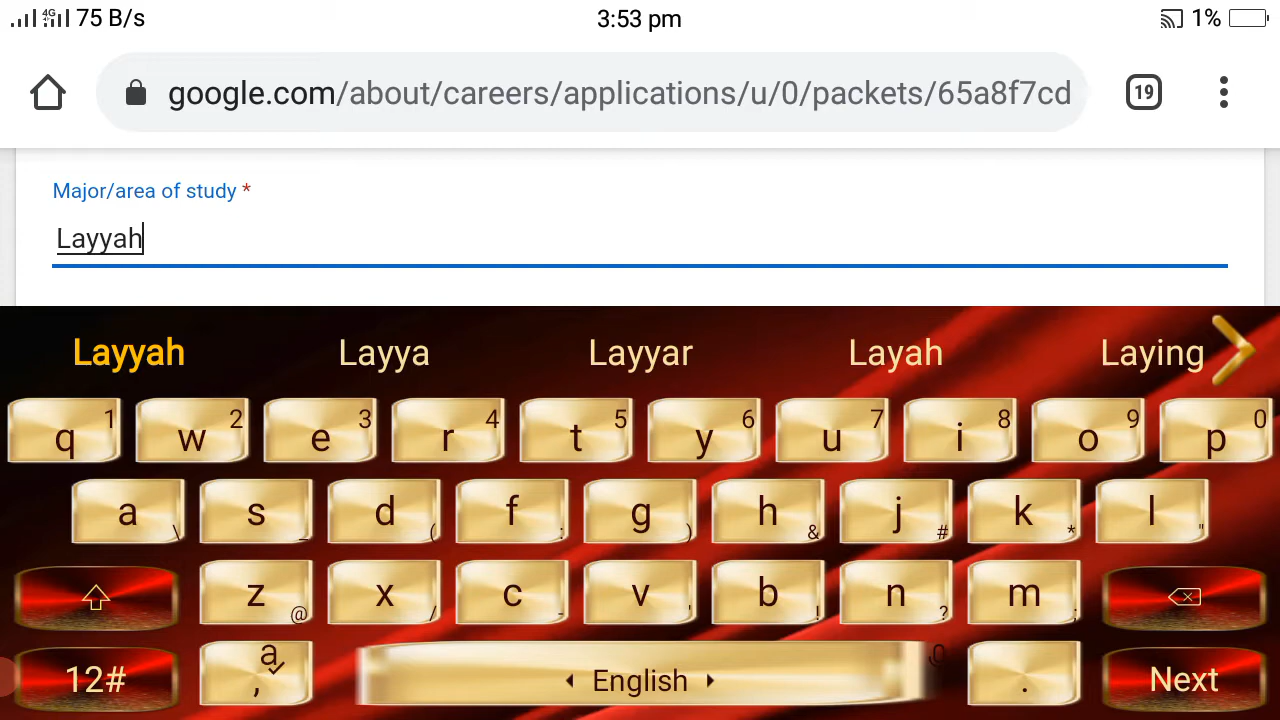 4G 75 B/s 3:53 pm 1%
google.com/about/careers/applications/u/0/packets/65a8f7cd 19
Major/area of study *
Layyah
Layyah Layya Layyar Layah Laying
q 1 w 2 e 3 r 4 t 5 y 6 u 7 i 8 o 9 p 0
a \ s _ d ( f : g ) h & j # k * l "
z @ x / c - v ' b ! n ? m ;
12# , a English . Next